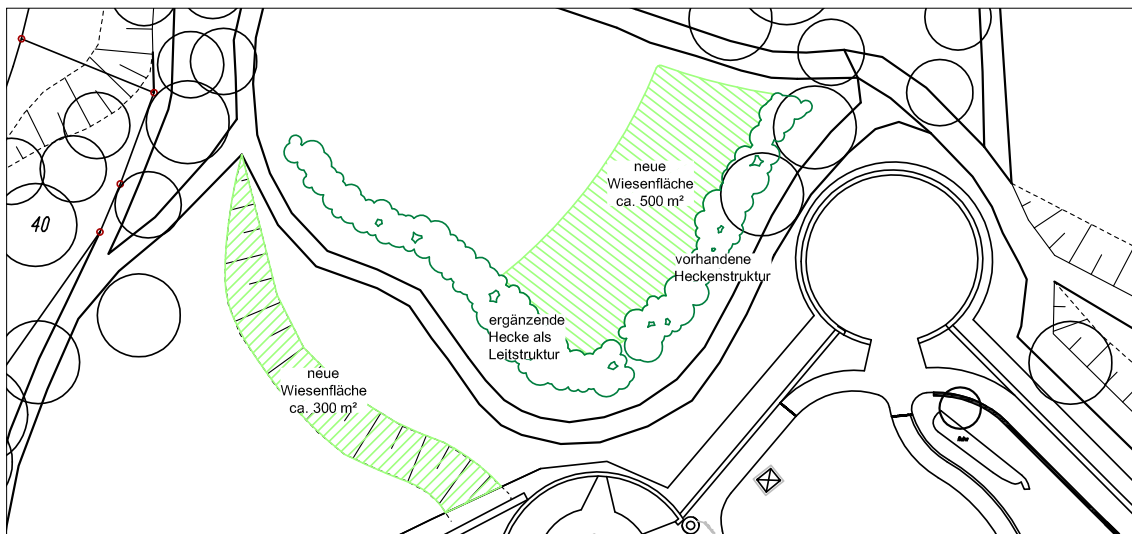 neue
Wiesenfläche
ca. 500 m²
40
vorhandene
Heckenstruktur
ergänzende
Hecke als
Leitstruktur
neue
Wiesenfläche
ca. 300 m²